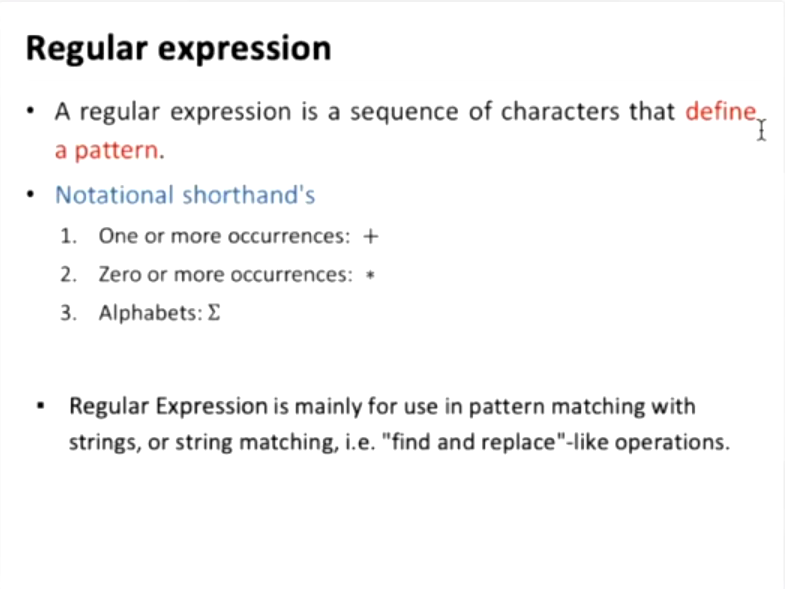 Regular expression
• A regular expression is a sequence of characters that define
a pattern.
• Notational shorthand's
1. One or more occurrences: +
2. Zero or more occurrences: *
3. Alphabets: Σ
▪ Regular Expression is mainly for use in pattern matching with
strings, or string matching, i.e. "find and replace"-like operations.